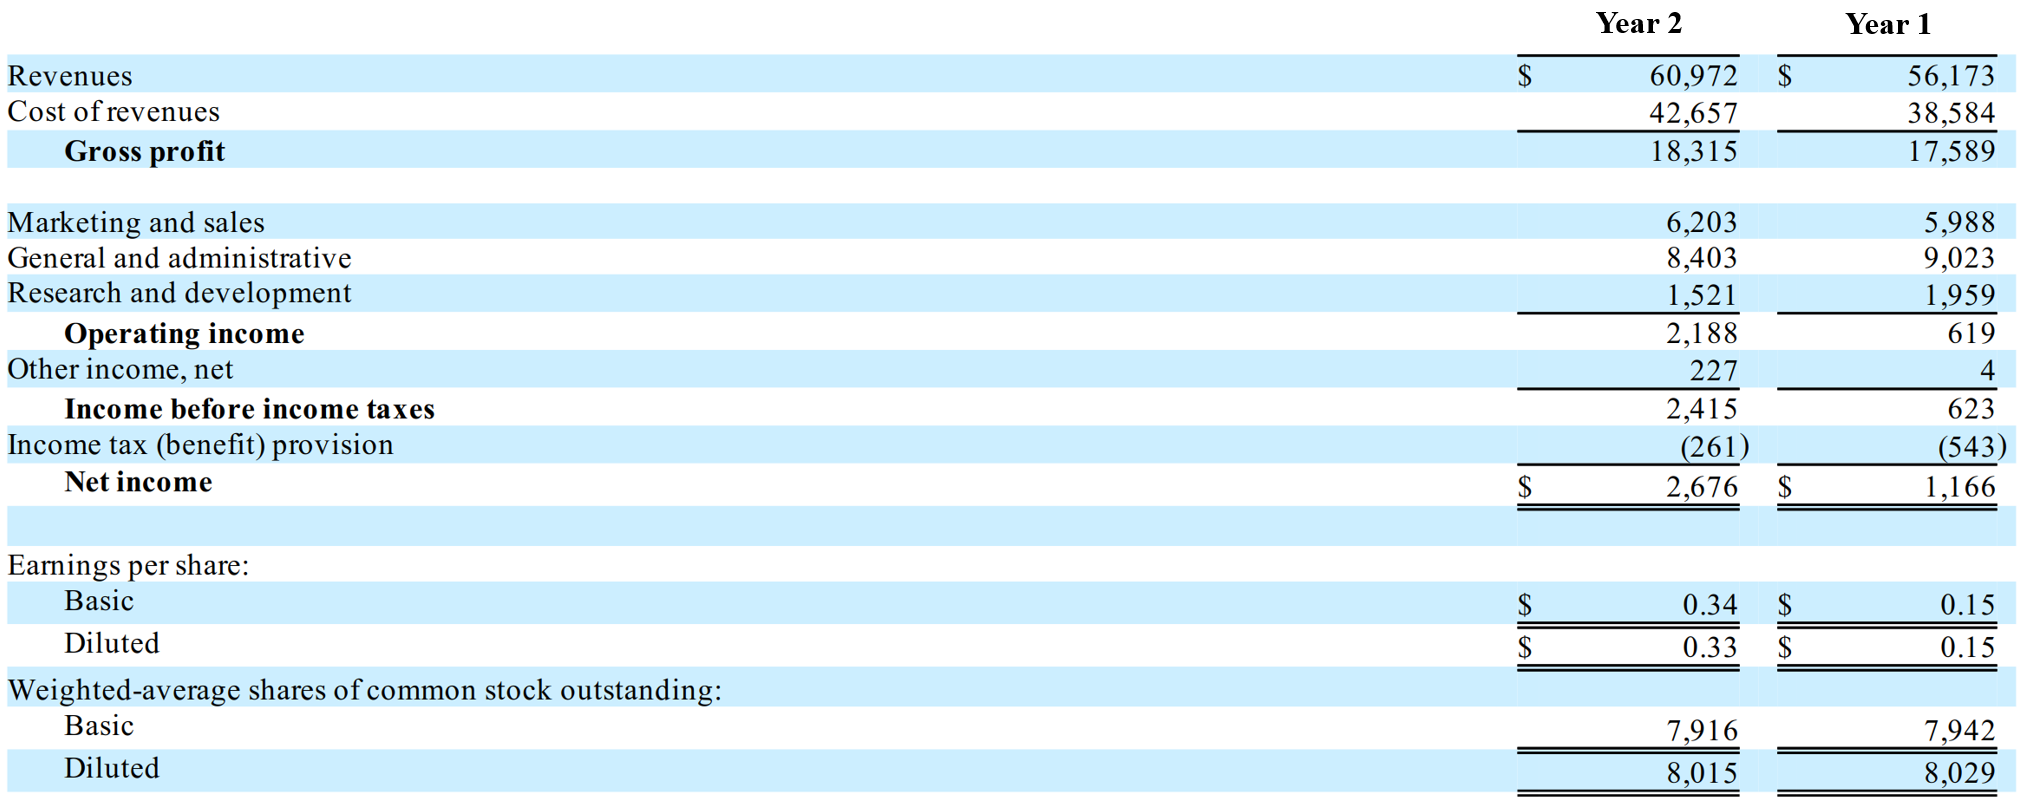 Year 2 Year 1
Revenues $ 60,972 $ 56,173
Cost of revenues 42,657 38,584
Gross profit 18,315 17,589
Marketing and sales 6,203 5,988
General and administrative 8,403 9,023
Research and development 1,521 1,959
Operating income 2,188 619
Other income, net 227 4
Income before income taxes 2,415 623
Income tax (benefit) provision (261) (543)
Net income $ 2,676 $ 1,166
Earnings per share:
Basic $ 0.34 $ 0.15
Diluted $ 0.33 $ 0.15
Weighted-average shares of common stock outstanding:
Basic 7,916 7,942
Diluted 8,015 8,029